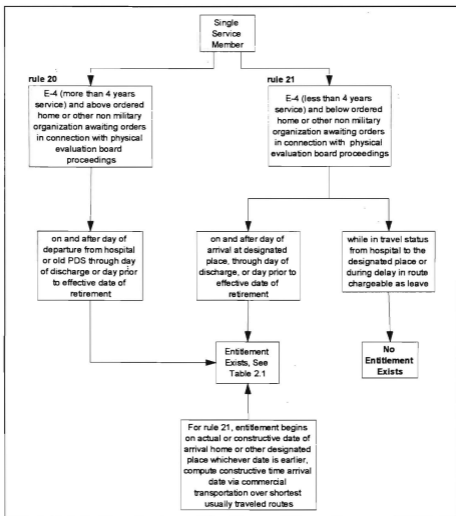 Single
Service
Member
rule 20
E-4 (more than 4 years
service) and above ordered
home or other non military
organization awaiting orders
in connection with physical
evaluation board
proceedings
rule 21
E-4 (less than 4 years
service) and below ordered
home or other non military
organization awaiting orders
in connection with physical
evaluation board
proceedings
on and after day of
departure from hospital
or old PDS through day
of discharge or day prior
to effective date of
retirement
on and after day of
arrival at designated
place, through day of
discharge, or day prior to
effective date of
retirement
while in travel status
from hospital to the
designated place or
during delay in route
chargeable as leave
Entitlement
Exists, See
Table 2.1
No
Entitlement
Exists
For rule 21, entitlement begins
on actual or constructive date of
arrival home or other designated
place whichever date is earlier,
compute constructive time arrival
date via commercial
transportation over shortest
usually traveled routes